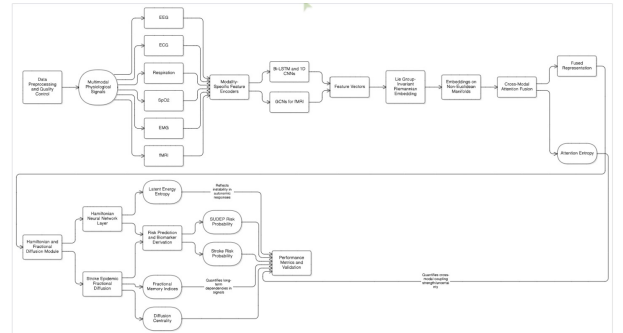 EEG
ECG
Respiration
SpO2
EMG
fMRI
Data
Preprocessing
and Quality
Control
Multimodal
Physiological
Signals
Modality-
Specific Feature
Encoders
Bi-LSTM and 1D
CNNs
GCNs for fMRI
Feature Vectors
Lie Group-
Invariant
Riemannian
Embedding
Embeddings on
Non-Euclidean
Manifolds
Cross-Modal
Attention Fusion
Fused
Representation
Attention Entropy
Hamiltonian and
Fractional
Diffusion Module
Hamiltonian
Neural Network
Layer
Stroke Epidemic
Fractional
Diffusion
Latent Energy
Entropy
Risk Prediction
and Biomarker
Derivation
Fractional
Memory Indices
Diffusion
Centrality
SUDEP Risk
Probability
Stroke Risk
Probability
Reflects
instability in
autonomic
responses
Quantifies long-
term
dependencies in
signals
Performance
Metrics and
Validation
Quantifies cross-
modal coupling